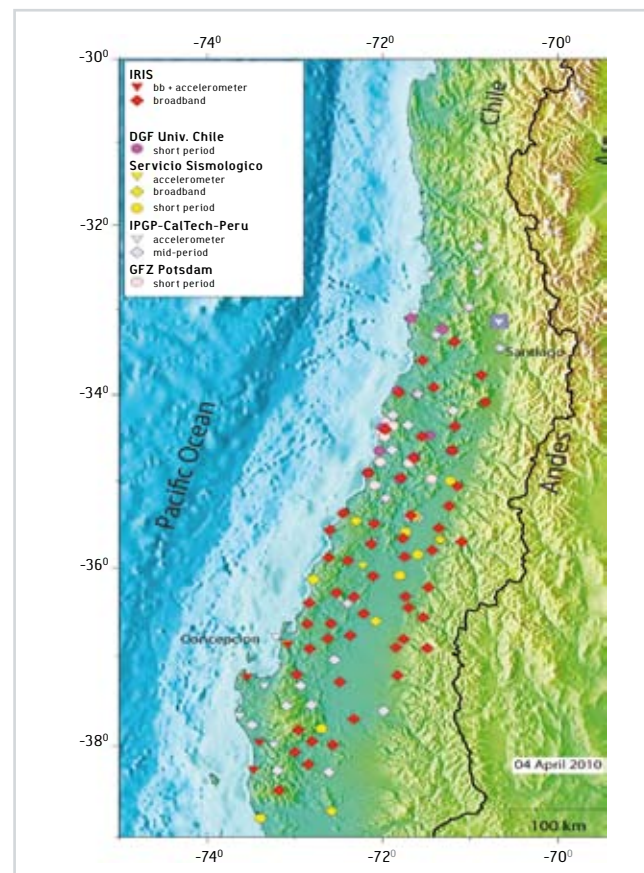 -74⁰ -72⁰ -70⁰
-30⁰
IRIS
bb + accelerometer
broadband
DGF Univ. Chile
short period
Servicio Sismologico
accelerometer
broadband
short period
IPGP-CalTech-Peru
accelerometer
mid-period
GFZ Potsdam
short period
Chile
-32⁰
Santiago
-34⁰
Pacific Ocean
Andes
-36⁰
Concepcion
-38⁰
04 April 2010
100 km
-74⁰ -72⁰ -70⁰